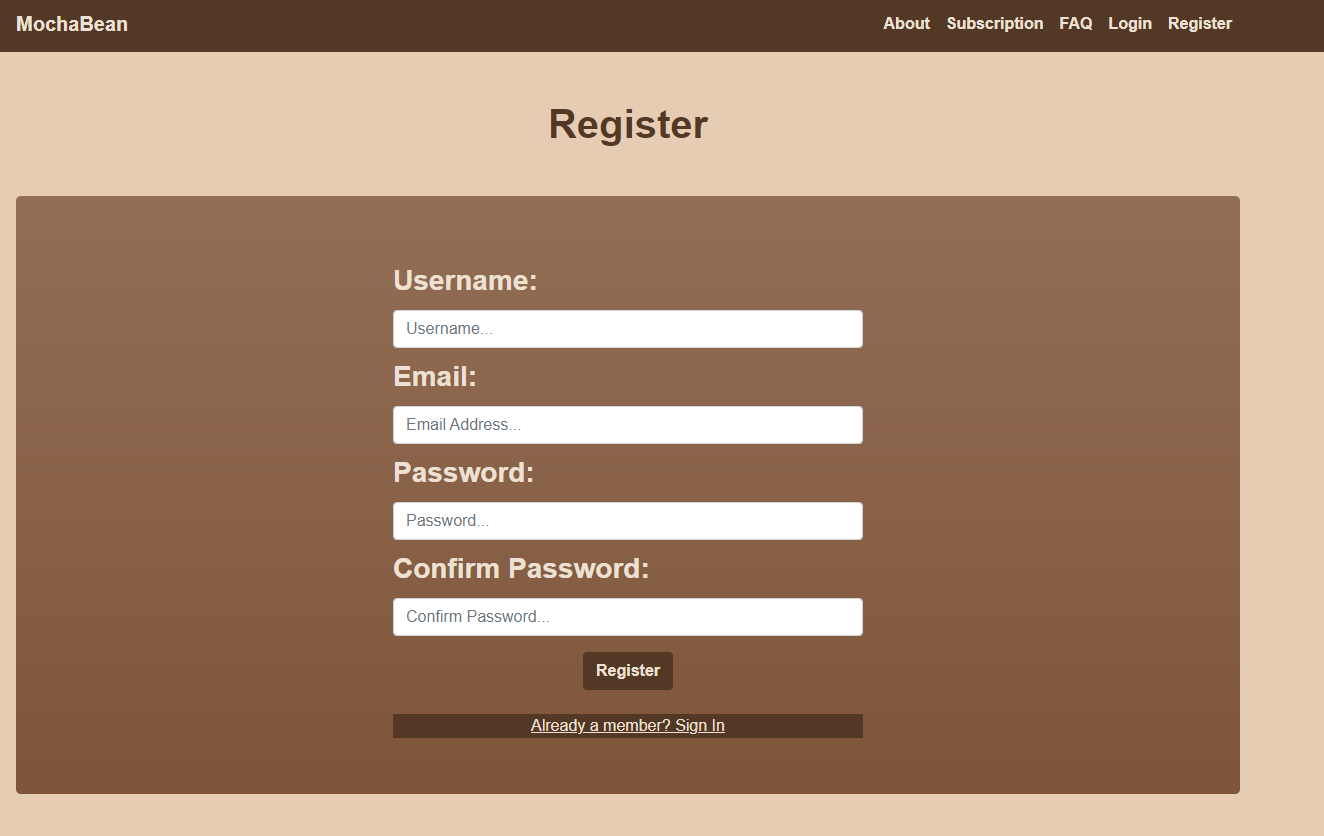 MochaBean About Subscription FAQ Login Register
Register
Username:
Username...
Email:
Email Address...
Password:
Password...
Confirm Password:
Confirm Password...
Register
Already a member? Sign In